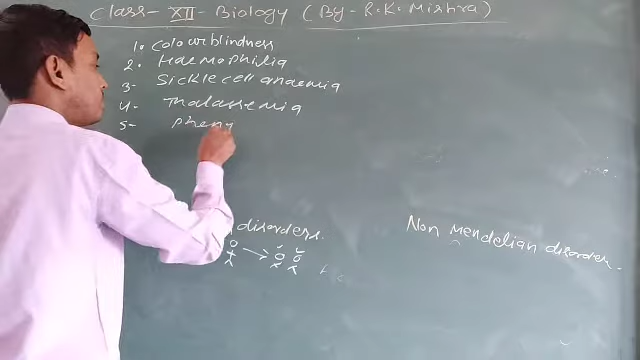 Class - XII - Biology ( By - R.K. Mishra )
1. Colourblindness
2. Haemophilia
3- Sickle cell anaemia
4- Thalassemia
5- Pheny
disorders.
Non mendelian disorder.